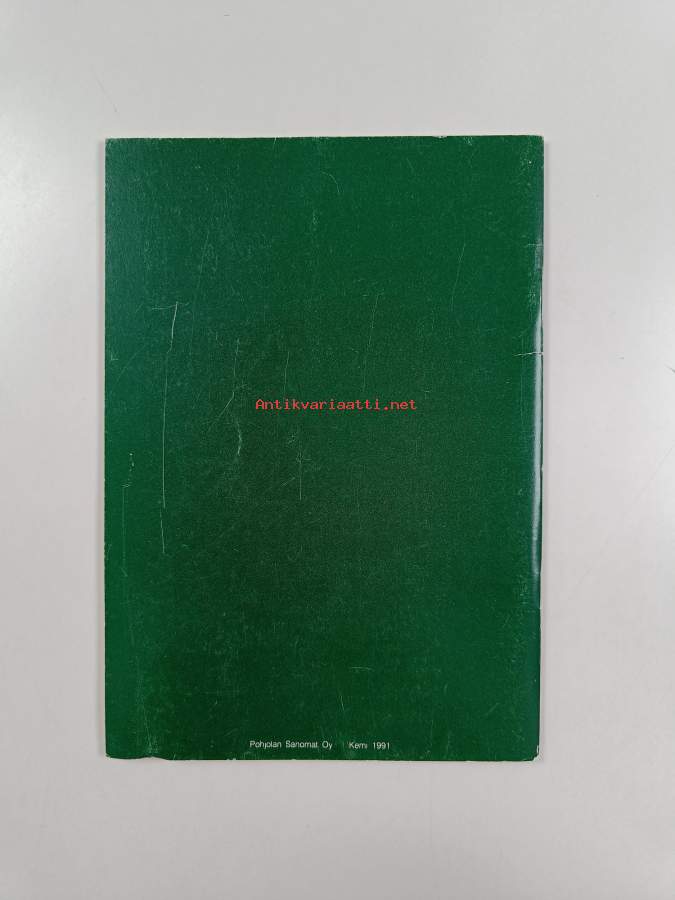 Antikvariaatti.net
Pohjolan Sanomat Oy Kemi 1991